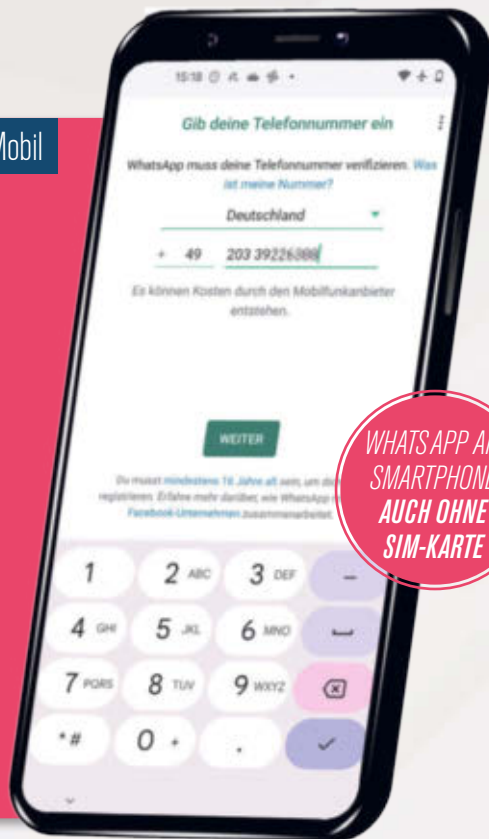 Mobil
15:18
Gib deine Telefonnummer ein
WhatsApp muss deine Telefonnummer verifizieren. Was
ist meine Nummer?
Deutschland
+ 49 203 39226388
Es können Kosten durch den Mobilfunkanbieter
entstehen.
WEITER
WHATSAPP
SMARTPHONE
AUCH OHNE
SIM-KARTE
Du musst mindestens 16 Jahre alt sein, um
registrieren. Erfahre mehr darüber, wie WhatsApp
Facebook-Unternehmen zusammenarbeitet.
1 2 ABC 3 DEF -
4 GHI 5 JKL 6 MNO
7 PQRS 8 TUV 9 WXYZ
* # 0 + .